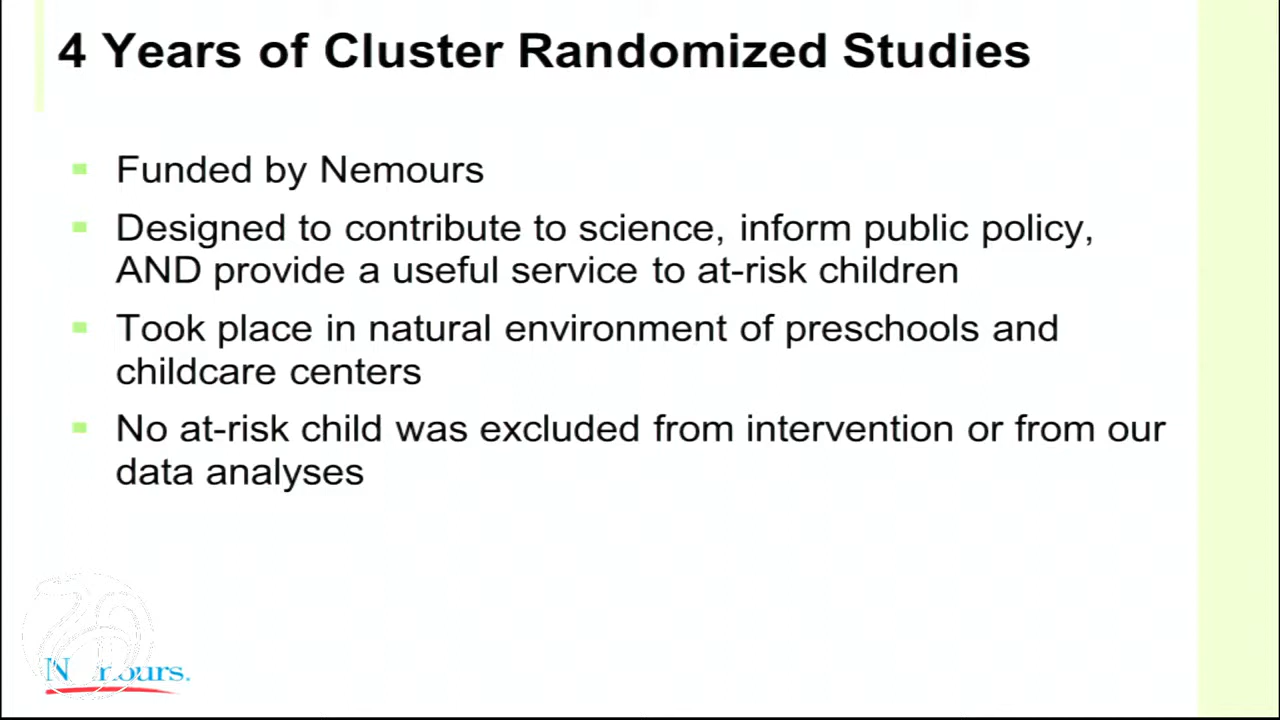 4 Years of Cluster Randomized Studies
Funded by Nemours
Designed to contribute to science, inform public policy,
AND provide a useful service to at-risk children
Took place in natural environment of preschools and
childcare centers
No at-risk child was excluded from intervention or from our
data analyses